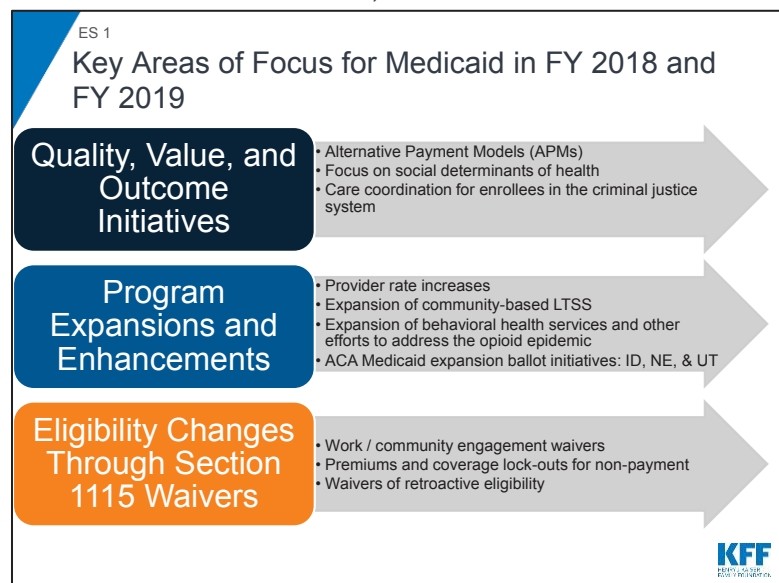 ES 1
Key Areas of Focus for Medicaid in FY 2018 and
FY 2019
Quality, Value, and
Outcome
Initiatives
• Alternative Payment Models (APMs)
• Focus on social determinants of health
• Care coordination for enrollees in the criminal justice
system
Program
Expansions and
Enhancements
• Provider rate increases
• Expansion of community-based LTSS
• Expansion of behavioral health services and other
efforts to address the opioid epidemic
• ACA Medicaid expansion ballot initiatives: ID, NE, & UT
Eligibility Changes
Through Section
1115 Waivers
• Work / community engagement waivers
• Premiums and coverage lock-outs for non-payment
• Waivers of retroactive eligibility
KFF
HENRY J KAISER
FAMILY FOUNDATION